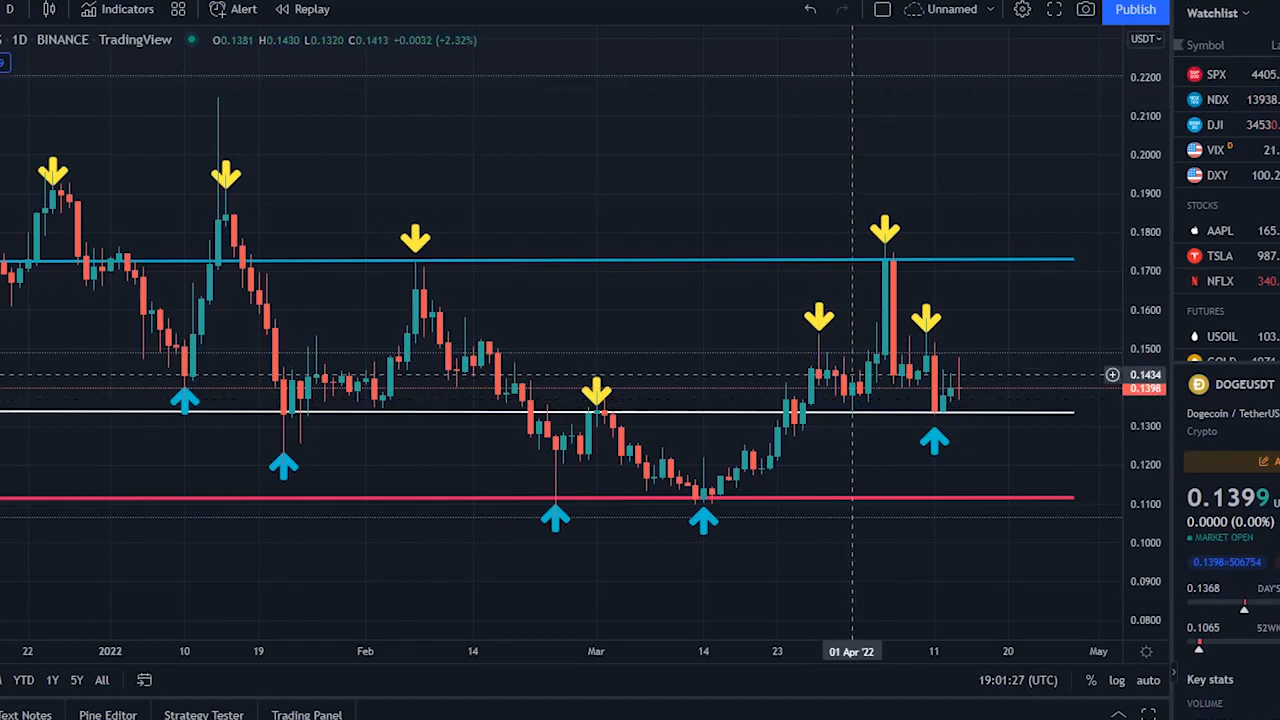 D Indicators Alert Replay Unnamed Publish
1D BINANCE TradingView O0.1381 H0.1430 L0.1320 C0.1413 +0.0032 (+2.32%) USDT
9
0.2200
0.2100
0.2000
0.1900
0.1800
0.1700
0.1600
0.1500
0.1434
0.1398
0.1300
0.1200
0.1100
0.1000
0.0900
0.0800
22 2022 10 19 Feb 14 Mar 14 23 01 Apr '22 11 20 May
YTD 1Y 5Y All 19:01:27 (UTC) % log auto
Text Notes Pine Editor Strategy Tester Trading Panel
Watchlist
Symbol
SPX 4405.
NDX 13938.
DJI 34530.
VIX D 21.
DXY 100.2
STOCKS
AAPL 165.
TSLA 987.
NFLX 340.
FUTURES
USOIL 103.
DOGEUSDT
Dogecoin / TetherUS
Crypto
0.1399
0.0000 (0.00%)
MARKET OPEN
0.1398×506754
0.1368 DAY'S
0.1065 52WK
Key stats
VOLUME